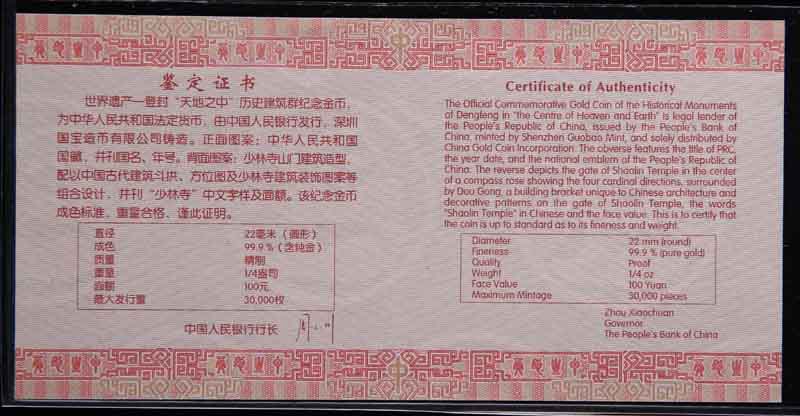 鉴定证书
世界遗产—登封“天地之中”历史建筑群纪念金币，
为中华人民共和国法定货币，由中国人民银行发行，深圳
国宝造币有限公司铸造。正面图案：中华人民共和国
国徽，并刊国名、年号。背面图案：少林寺山门建筑造型，
配以中国古代建筑斗拱、方位图及少林寺建筑装饰图案等
组合设计，并刊“少林寺”中文字样及面额。该纪念金币
成色标准，重量合格、谨此证明。
直径 22毫米（圆形）
成色 99.9%（含纯金）
质量 精制
重量 1/4盎司
面额 100元
最大发行量 30,000枚
中国人民银行行长
Certificate of Authenticity
The Official Commemorative Gold Coin of the Historical Monuments
of Dengfeng in "the Centre of Heaven and Earth" is legal tender of
the People's Republic of China, issued by the People's Bank of
China, minted by Shenzhen Guobao Mint, and solely distributed by
China Gold Coin Incorporation. The obverse features the title of PRC,
the year date, and the national emblem of the People's Republic of
China. The reverse depicts the gate of Shaolin Temple in the center
of a compass rose showing the four cardinal directions, surrounded
by Dou Gong, a building bracket unique to Chinese architecture and
decorative patterns on the gate of Shaolin Temple, the words
"Shaolin Temple" in Chinese and the face value. This is to certify that
the coin is up to standard as to its fineness and weight.
Diameter 22 mm (round)
Fineness 99.9 % (pure gold)
Quality Proof
Weight 1/4 oz
Face Value 100 Yuan
Maximum Mintage 30,000 pieces
Zhou Xiaochuan
Governor
The People's Bank of China